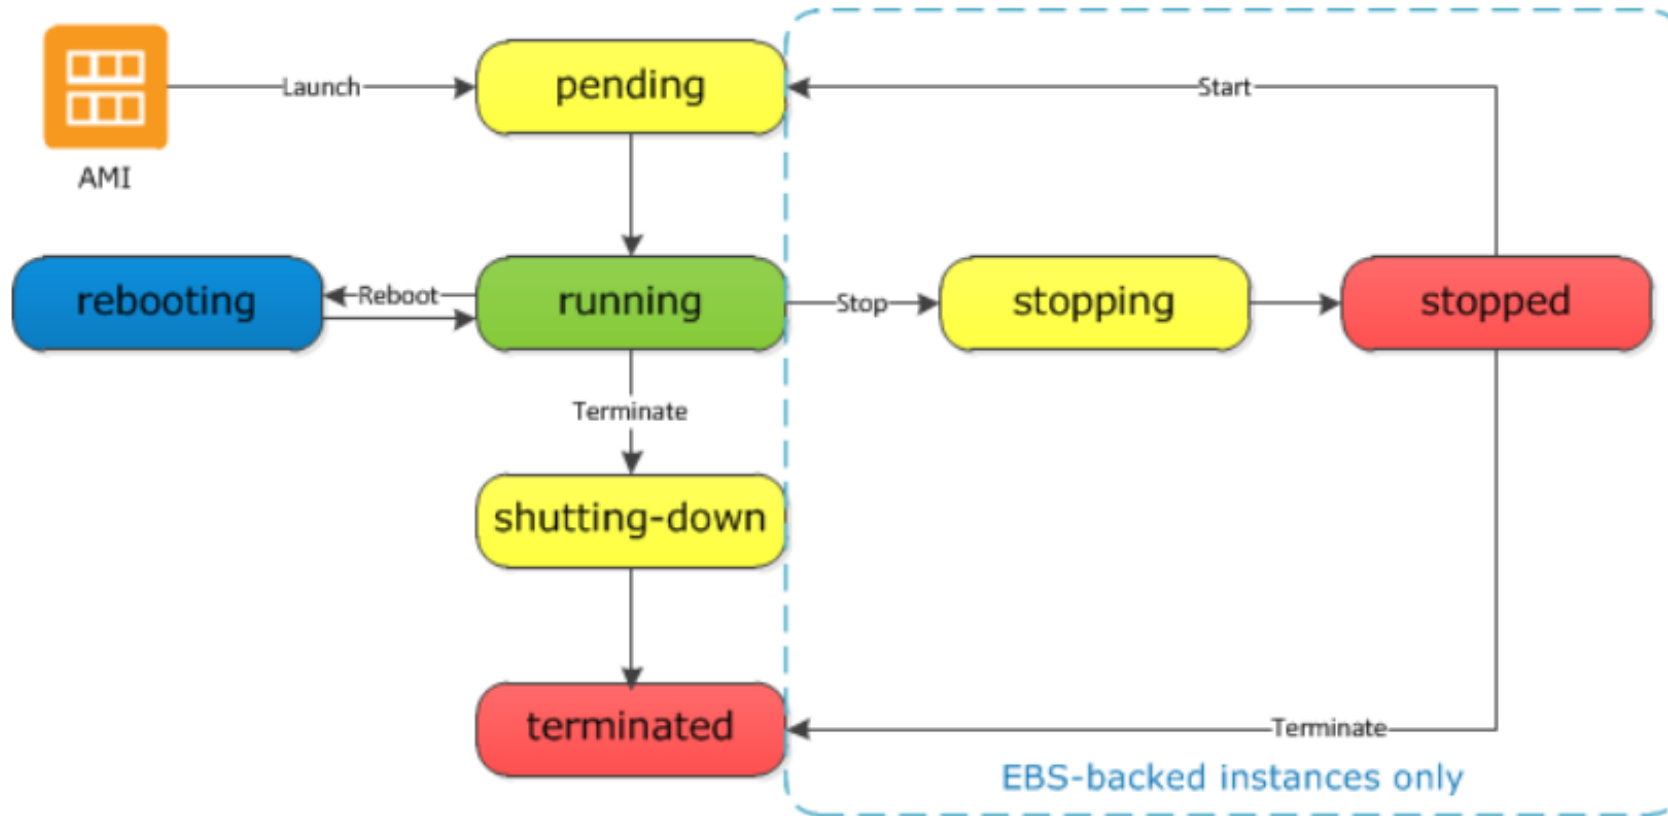 Launch
pending
Start
AMI
rebooting
Reboot
running
Stop
stopping
stopped
Terminate
shutting-down
terminated
Terminate
EBS-backed instances only